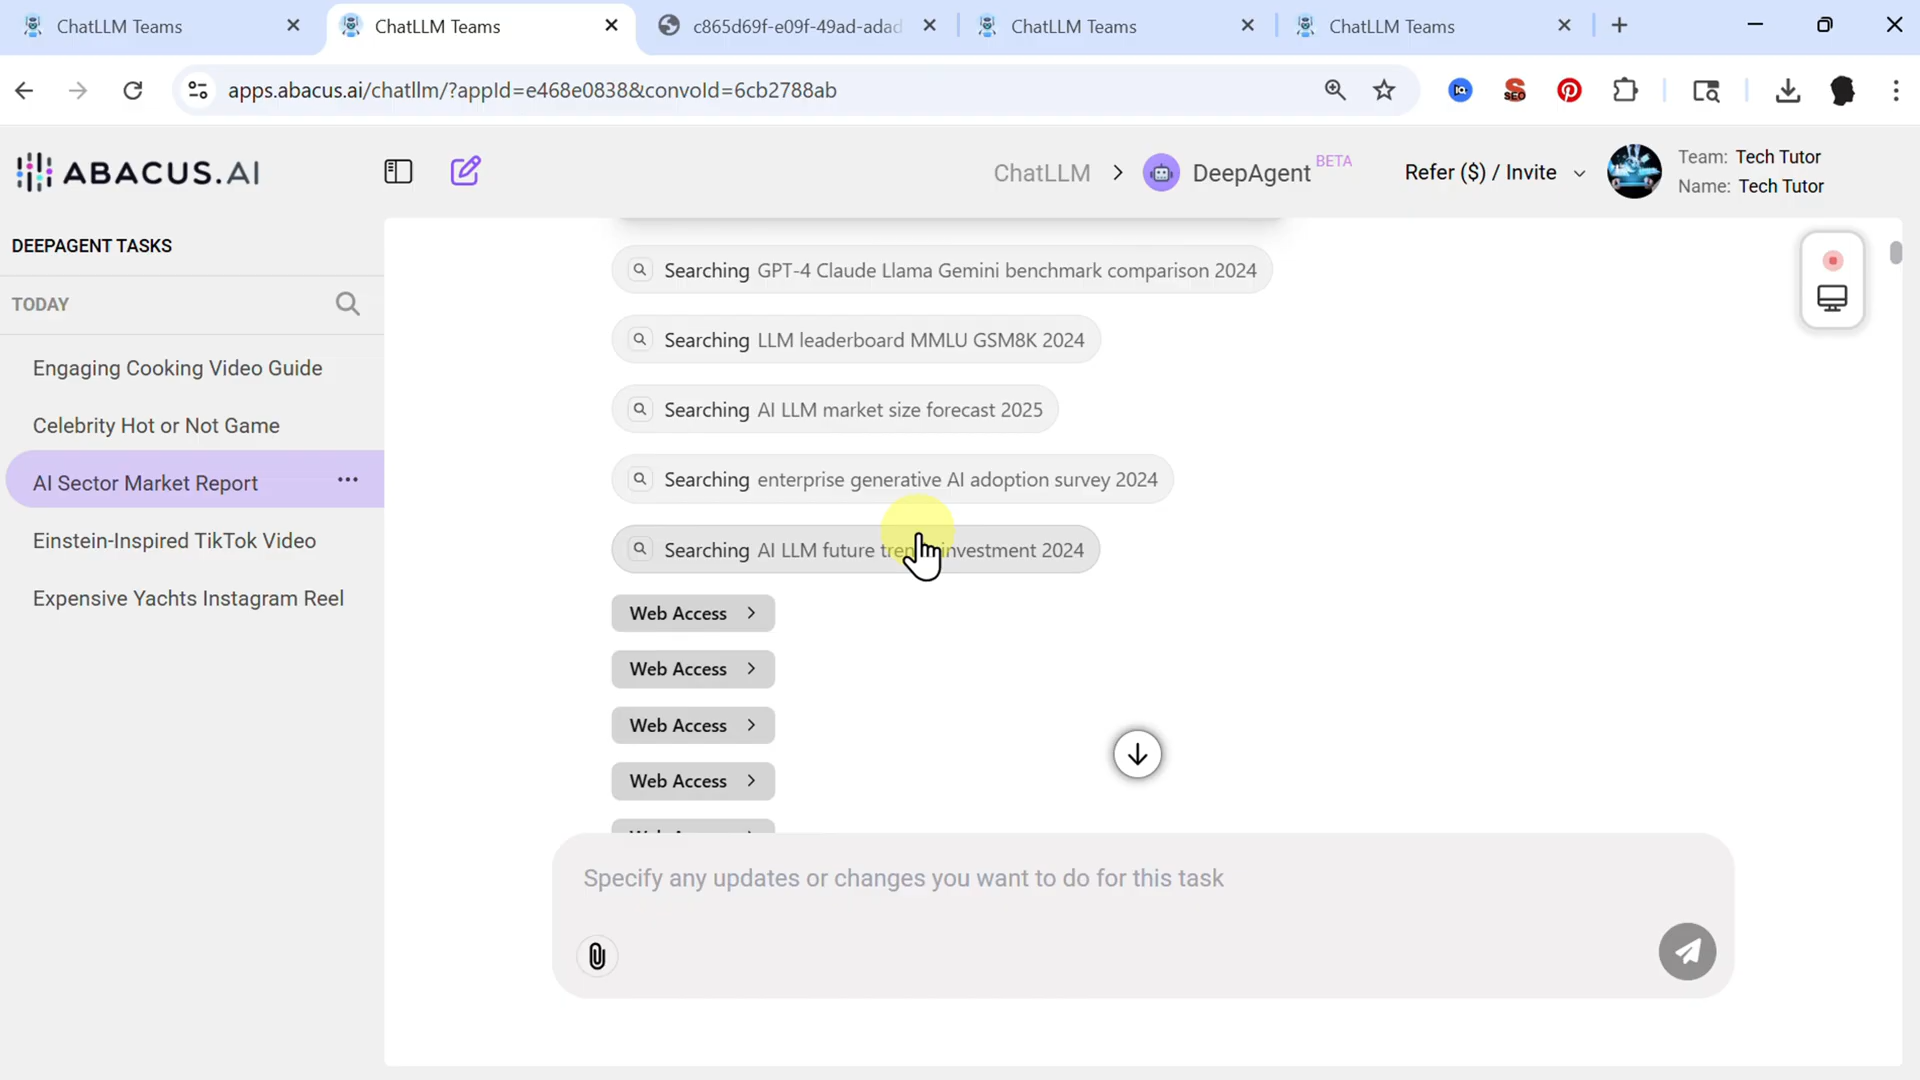 ChatLLM Teams
ChatLLM Teams
c865d69f-e09f-49ad-adad
ChatLLM Teams
ChatLLM Teams
apps.abacus.ai/chatllm/?appId=e468e0838&convoId=6cb2788ab
SEO
ABACUS.AI
ChatLLM > DeepAgent BETA
Refer ($) / Invite
Team: Tech Tutor
Name: Tech Tutor
DEEPAGENT TASKS
TODAY
Engaging Cooking Video Guide
Celebrity Hot or Not Game
AI Sector Market Report
Einstein-Inspired TikTok Video
Expensive Yachts Instagram Reel
Searching GPT-4 Claude Llama Gemini benchmark comparison 2024
Searching LLM leaderboard MMLU GSM8K 2024
Searching AI LLM market size forecast 2025
Searching enterprise generative AI adoption survey 2024
Searching AI LLM future investment 2024
Web Access
Web Access
Web Access
Web Access
Specify any updates or changes you want to do for this task